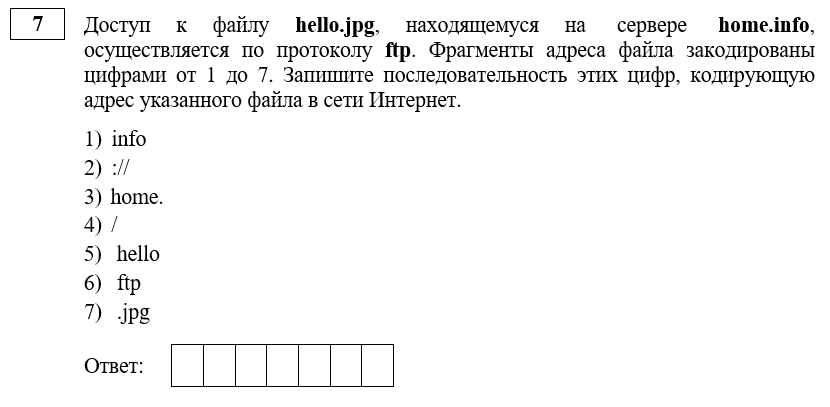 7
Доступ к файлу hello.jpg, находящемуся на сервере home.info,
осуществляется по протоколу ftp. Фрагменты адреса файла закодированы
цифрами от 1 до 7. Запишите последовательность этих цифр, кодирующую
адрес указанного файла в сети Интернет.
1) info
2) ://
3) home.
4) /
5) hello
6) ftp
7) .jpg
Ответ: